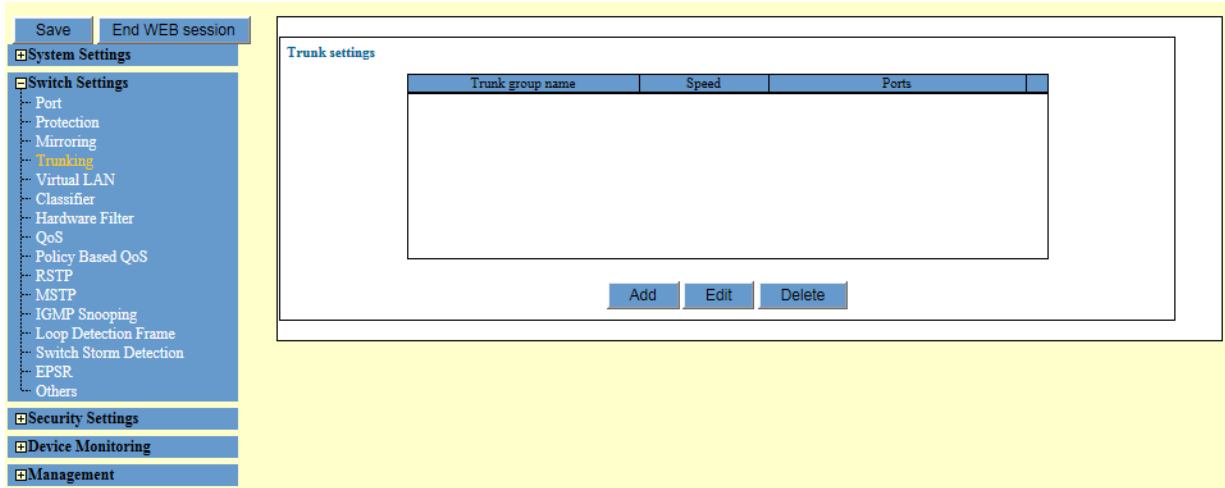 Save End WEB session
System Settings
Switch Settings
Port
Protection
Mirroring
Trunking
Virtual LAN
Classifier
Hardware Filter
QoS
Policy Based QoS
RSTP
MSTP
IGMP Snooping
Loop Detection Frame
Switch Storm Detection
EPSR
Others
Security Settings
Device Monitoring
Management
Trunk settings
Trunk group name Speed Ports
Add Edit Delete